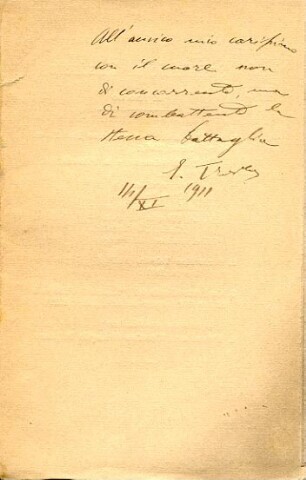 All'amico mio carissimo
con il cuore non
di concorrente, ma
di combattente la
stessa battaglia
E. Treves
11/XI 1911